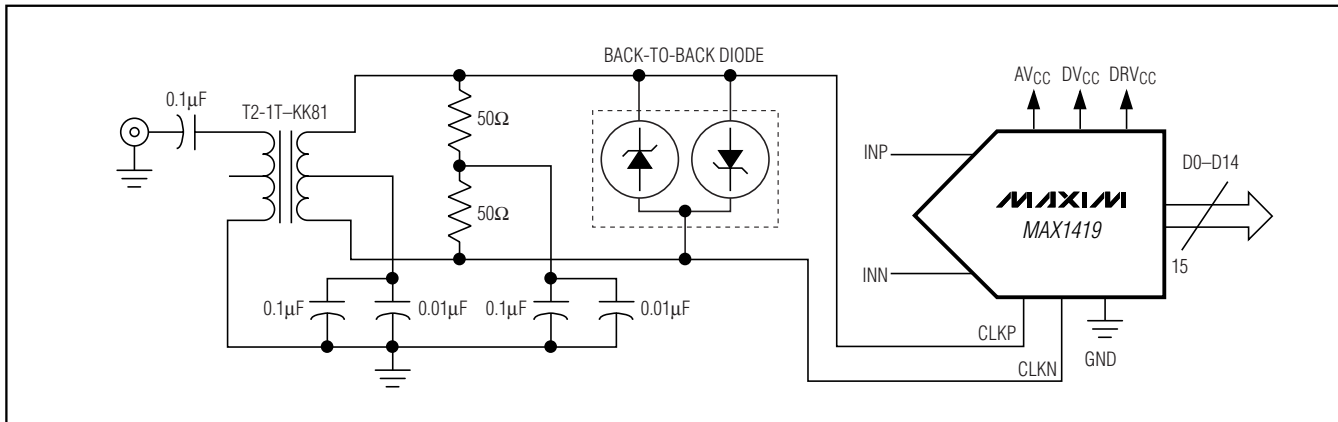 BACK-TO-BACK DIODE
AVCC DVCC DRVCC
0.1µF
T2-1T–KK81
50Ω
INP
D0–D14
MAXIM
MAX1419
50Ω
15
INN
0.1µF 0.01µF 0.1µF 0.01µF
CLKP
GND
CLKN